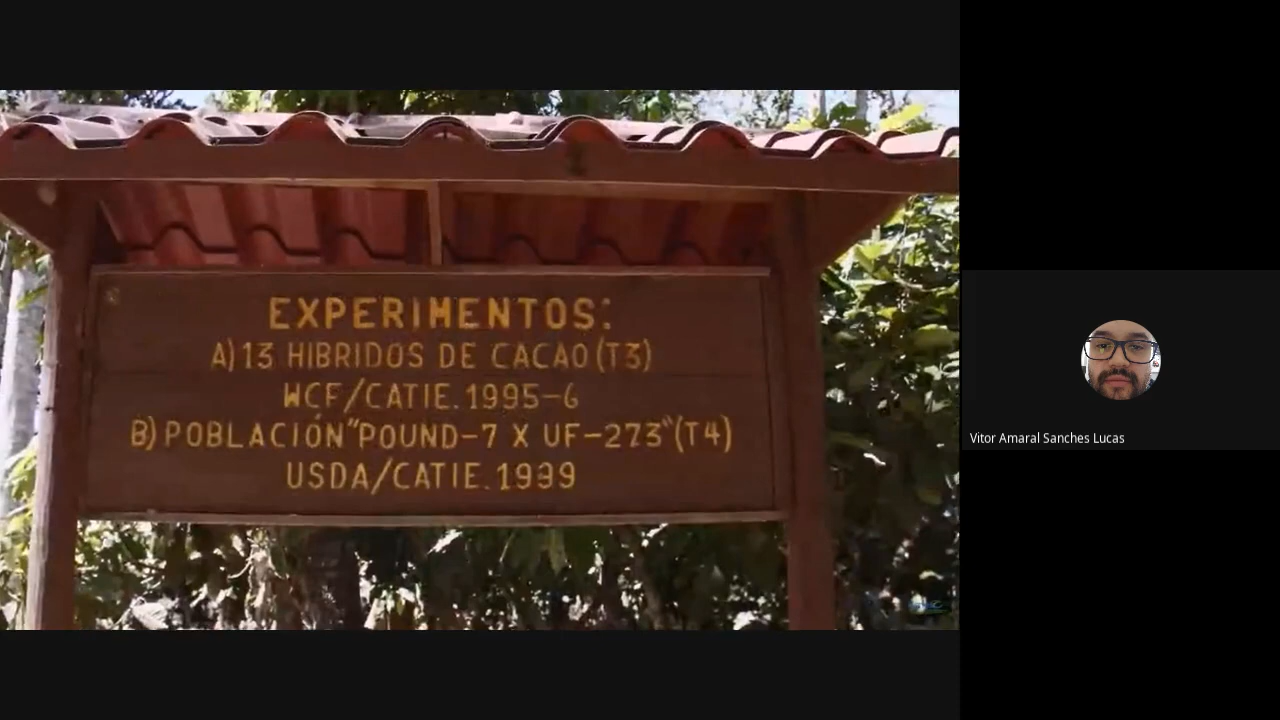 EXPERIMENTOS:
A) 13 HIBRIDOS DE CACAO (T3)
WCF/CATIE. 1995-6
B) POBLACIÓN "POUND-7 X UF-273" (T4)
USDA/CATIE. 1999
Vitor Amaral Sanches Lucas